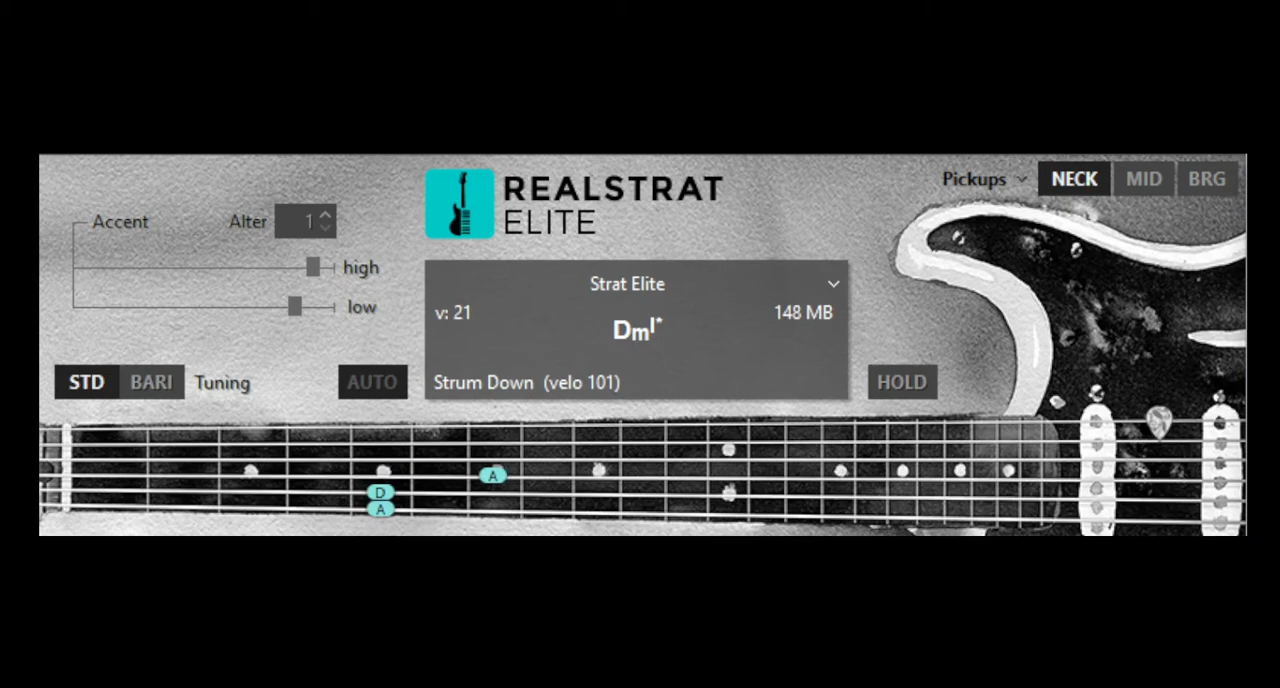 REALSTRAT
ELITE
Pickups NECK MID BRG
Accent Alter 1
high
low
Strat Elite
v: 21 148 MB
Dmᴵ*
STD BARI Tuning AUTO Strum Down (velo 101) HOLD
A
D
A